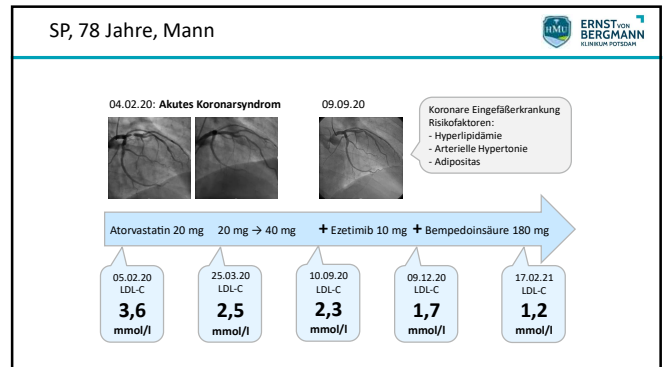 SP, 78 Jahre, Mann
HMU
ERNST VON
BERGMANN
KLINIKUM POTSDAM
04.02.20: Akutes Koronarsyndrom
09.09.20
Koronare Eingefäßerkrankung
Risikofaktoren:
- Hyperlipidämie
- Arterielle Hypertonie
- Adipositas
Atorvastatin 20 mg 20 mg → 40 mg + Ezetimib 10 mg + Bempedoinsäure 180 mg
05.02.20
LDL-C
3,6
mmol/l
25.03.20
LDL-C
2,5
mmol/l
10.09.20
LDL-C
2,3
mmol/l
09.12.20
LDL-C
1,7
mmol/l
17.02.21
LDL-C
1,2
mmol/l